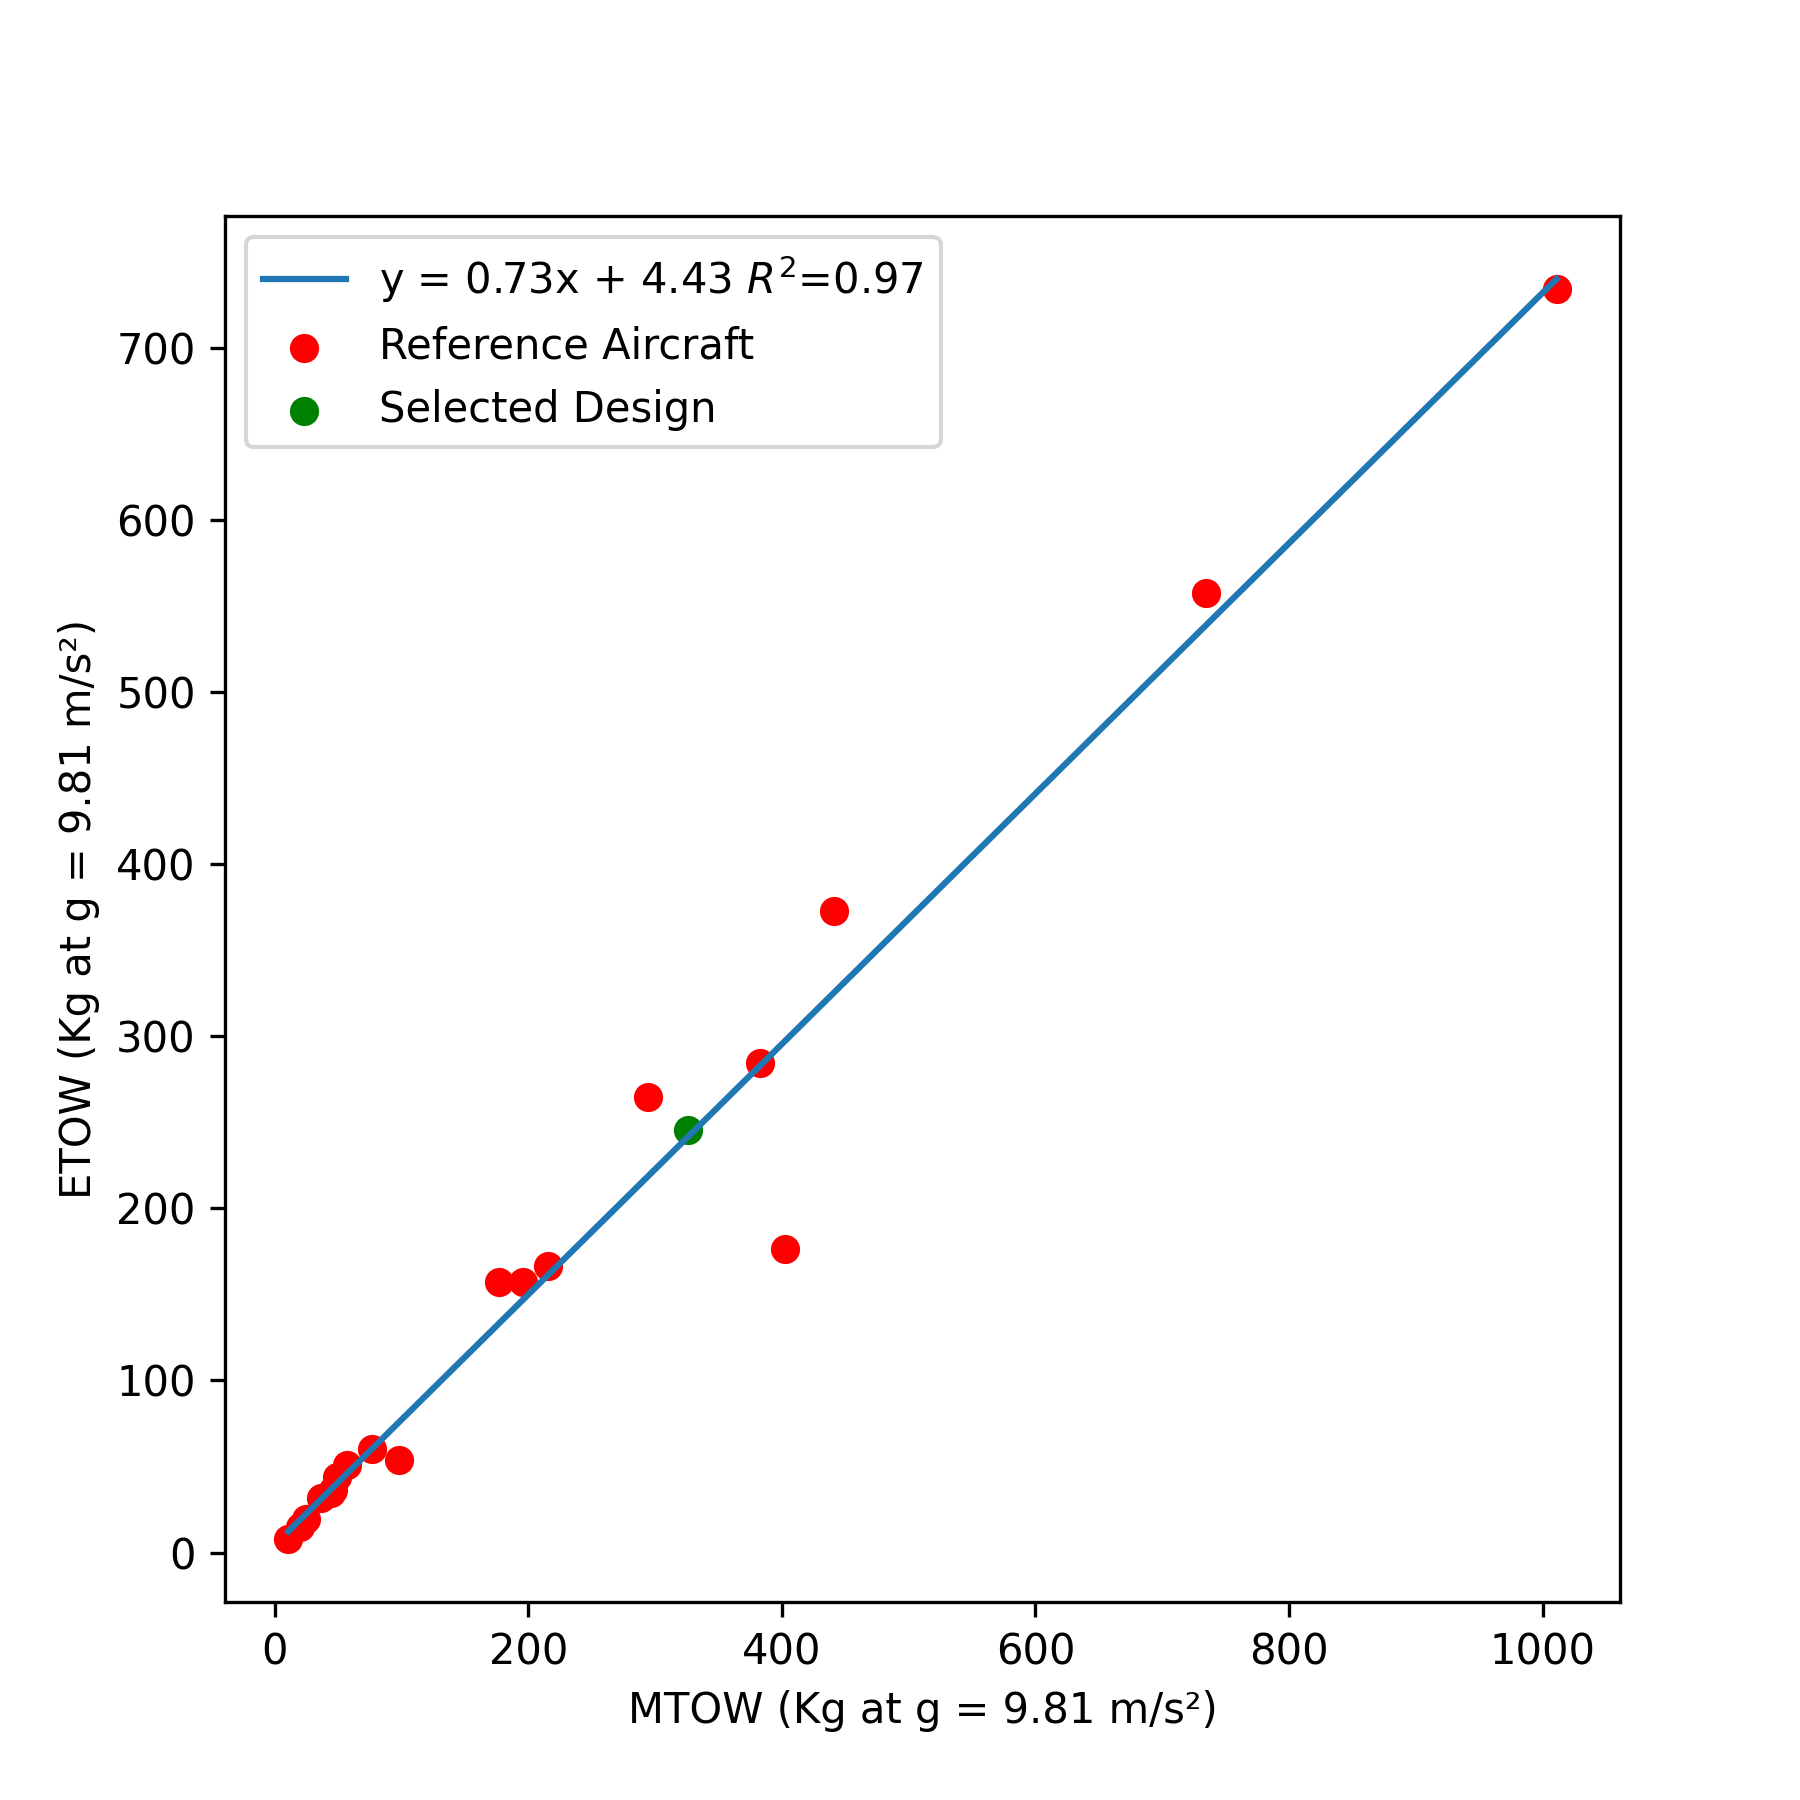 y = 0.73x + 4.43 R²=0.97
Reference Aircraft
Selected Design
700
600
500
400
300
200
100
0
ETOW (Kg at g = 9.81 m/s²)
0 200 400 600 800 1000
MTOW (Kg at g = 9.81 m/s²)